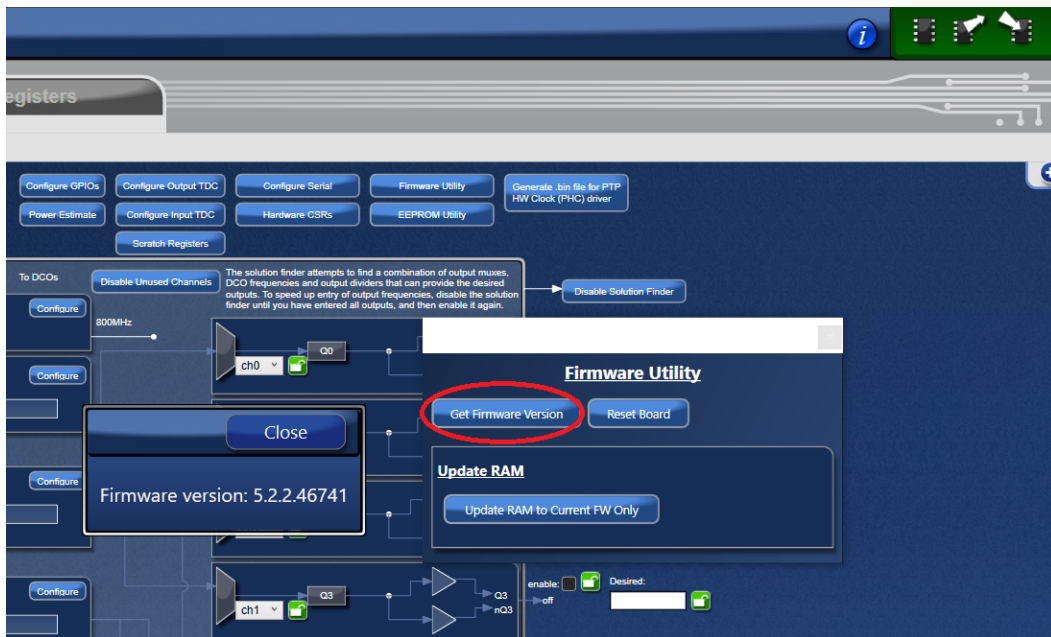 i
egisters
Configure GPIOs
Configure Output TDC
Configure Serial
Firmware Utility
Generate .bin file for PTP
HW Clock (PHC) driver
Power Estimate
Configure Input TDC
Hardware CSRs
EEPROM Utility
Scratch Registers
To DCOs
Disable Unused Channels
The solution finder attempts to find a combination of output muxes,
DCO frequencies and output dividers that can provide the desired
outputs. To speed up entry of output frequencies, disable the solution
finder until you have entered all outputs, and then enable it again.
Disable Solution Finder
Configure
800MHz
ch0
Q0
Configure
Firmware Utility
Get Firmware Version
Reset Board
Close
Firmware version: 5.2.2.46741
Update RAM
Update RAM to Current FW Only
Configure
Configure
ch1
Q3
Q3
nQ3
enable:
off
Desired: